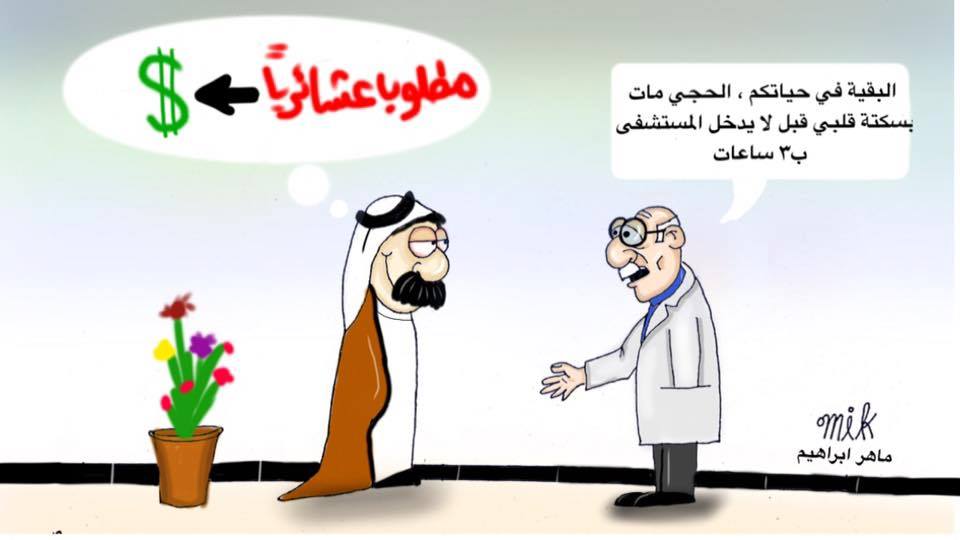 البقية في حياتكم ، الحجي مات
بسكتة قلبي قبل لا يدخل المستشفى
ب٣ ساعات
مطلوب عشائرياً
$
mik
ماهر ابراهيم